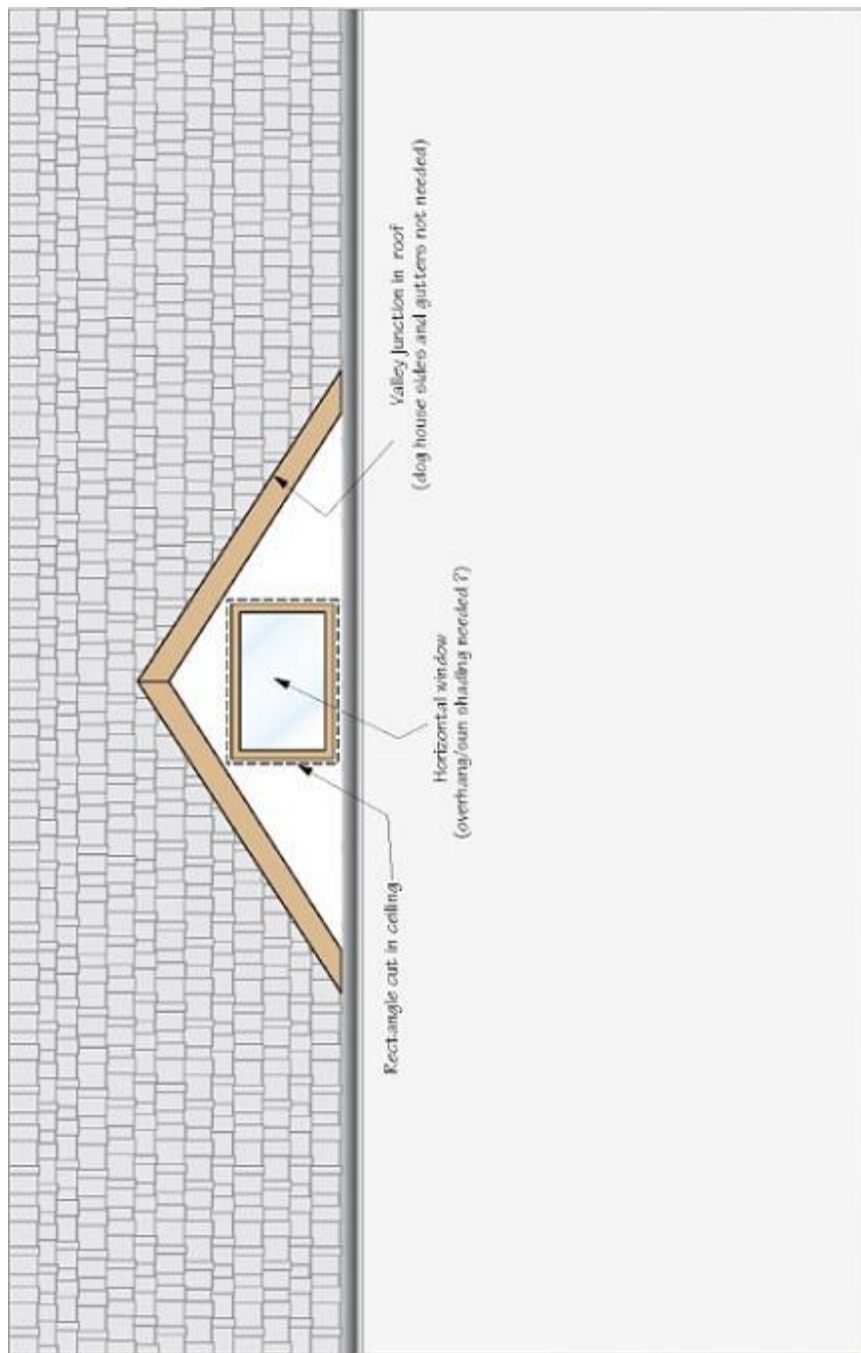 Valley junction in roof
(dog house sides and gutters not needed)
Horizontal window
(overhang/sun shading needed ?)
Rectangle cut in ceiling